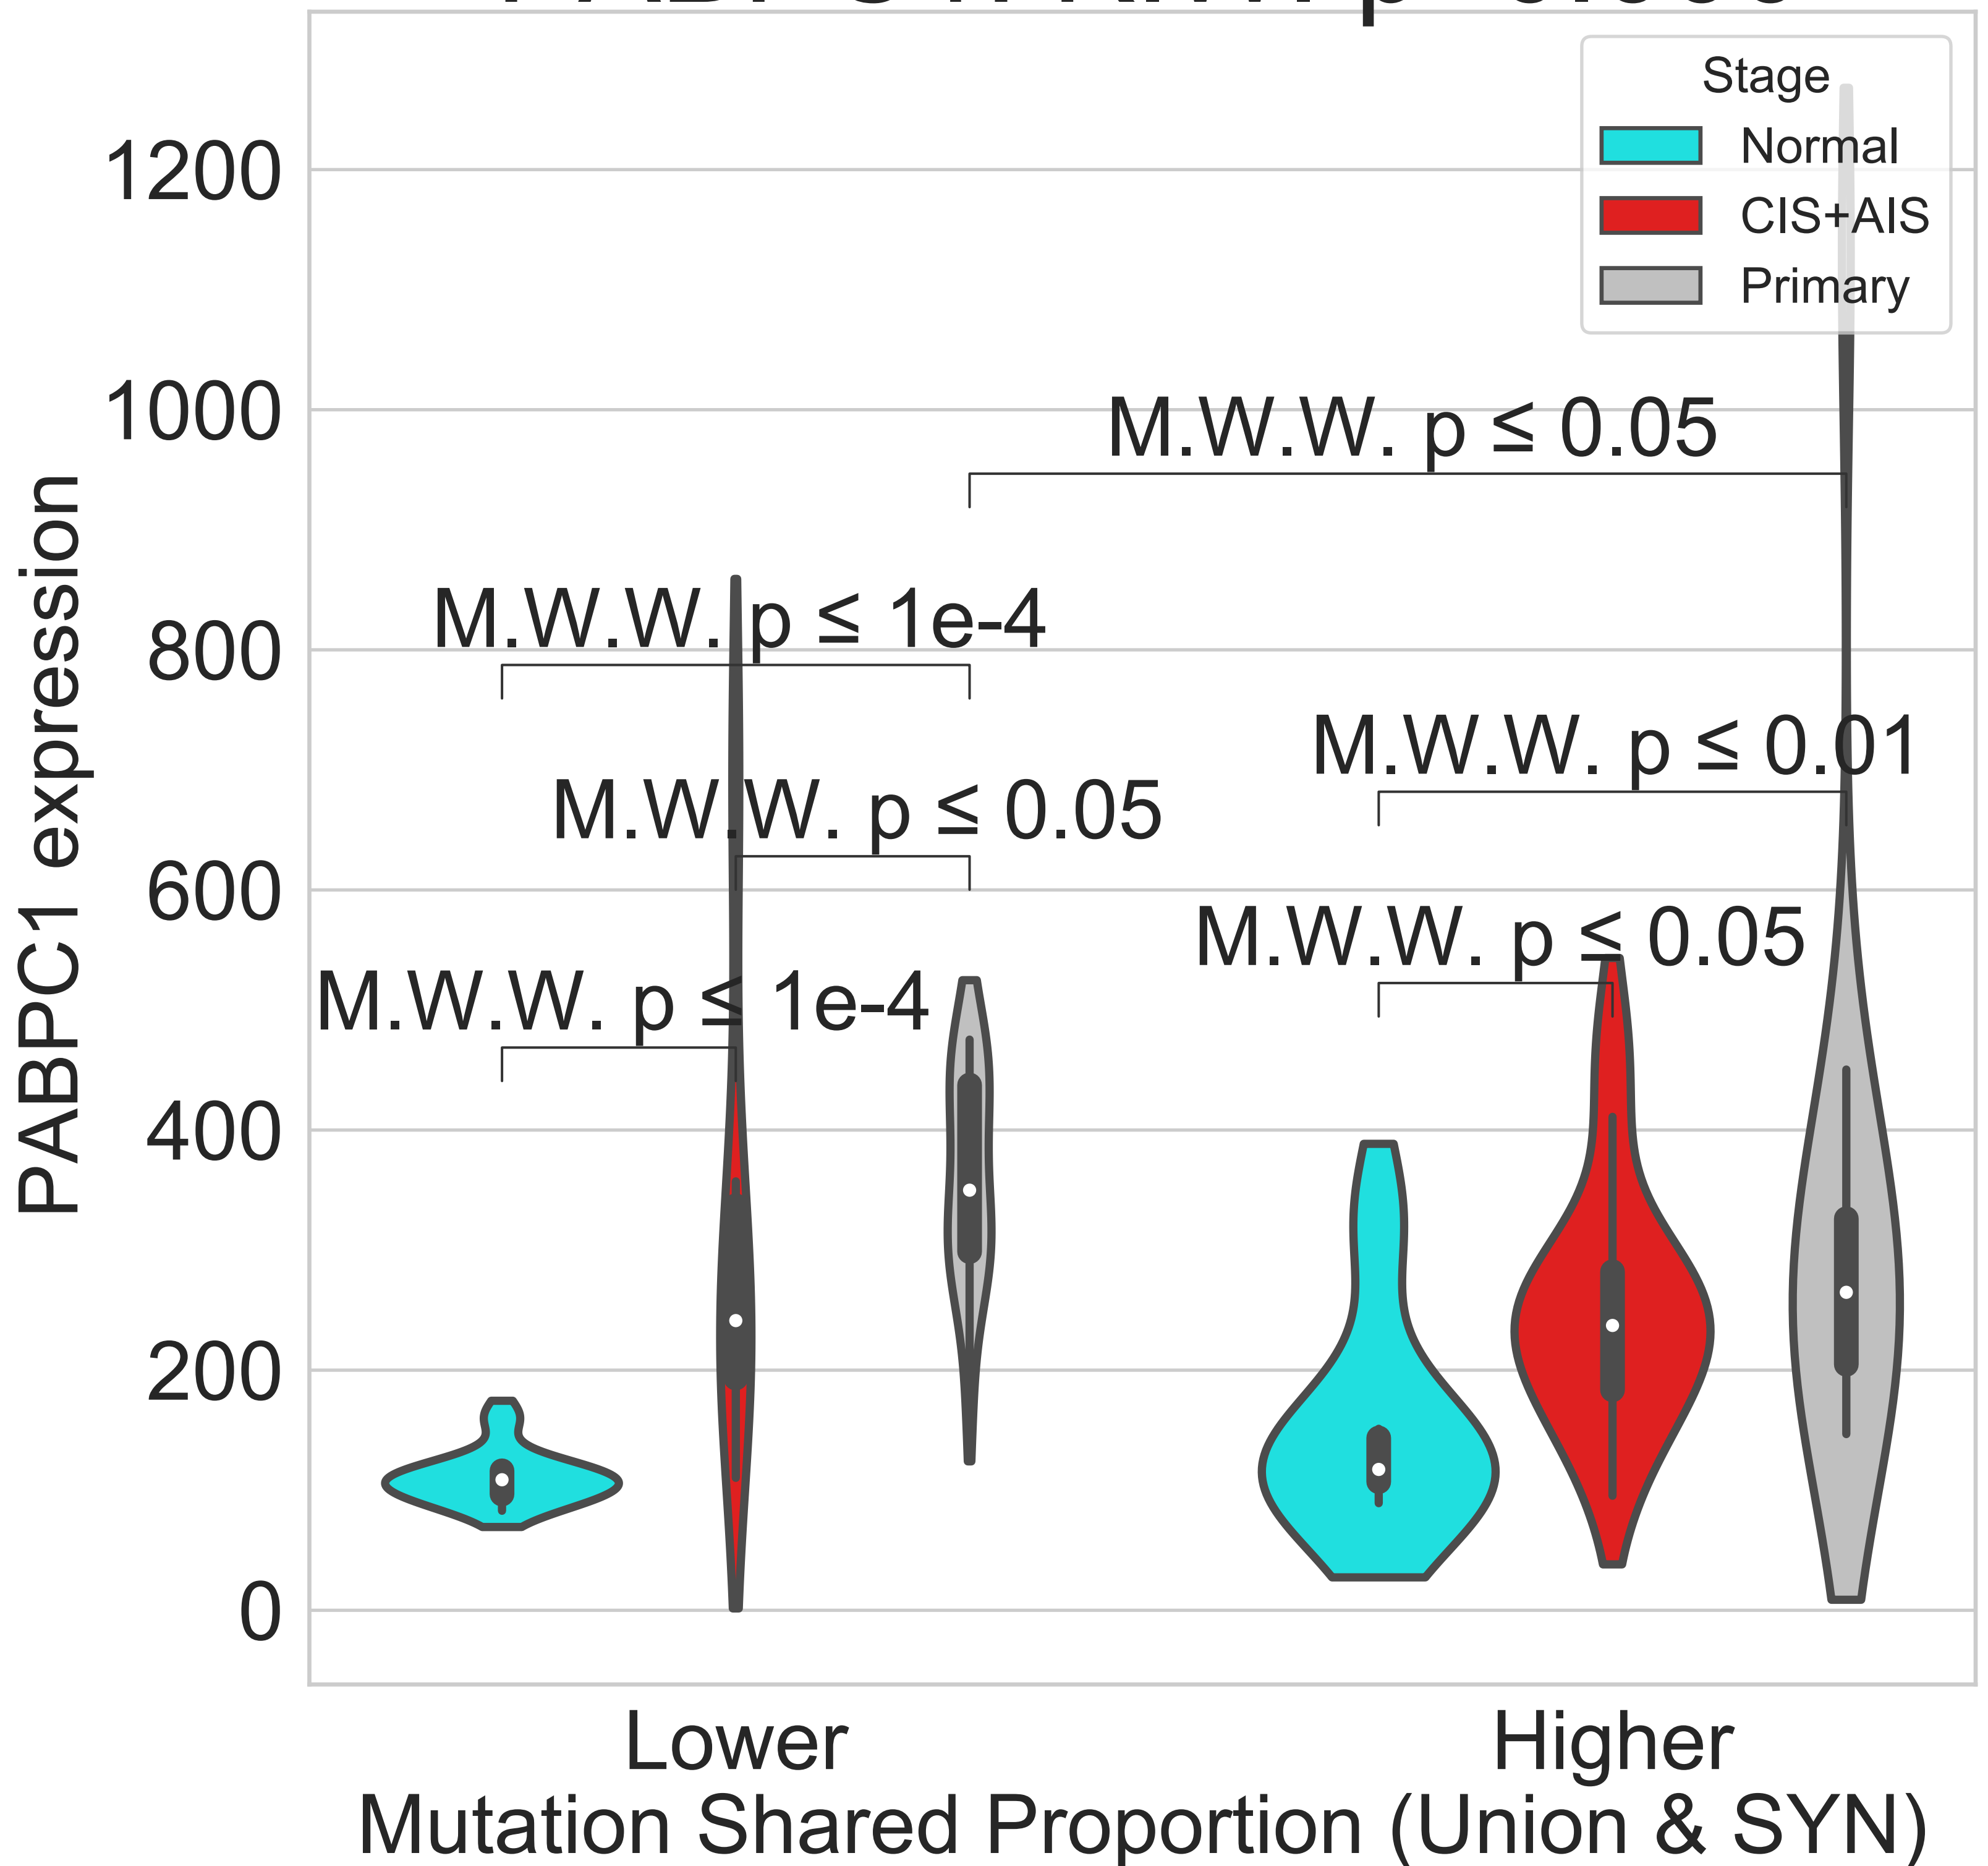 Stage
Normal
CIS+AIS
Primary
1200
1000
800
600
400
200
0
PABPC1 expression
M.W.W. p ≤ 0.05
M.W.W. p ≤ 1e-4
M.W.W. p ≤ 0.01
M.W.W. p ≤ 0.05
M.W.W. p ≤ 0.05
M.W.W. p ≤ 1e-4
Lower
Higher
Mutation Shared Proportion (Union & SYN)